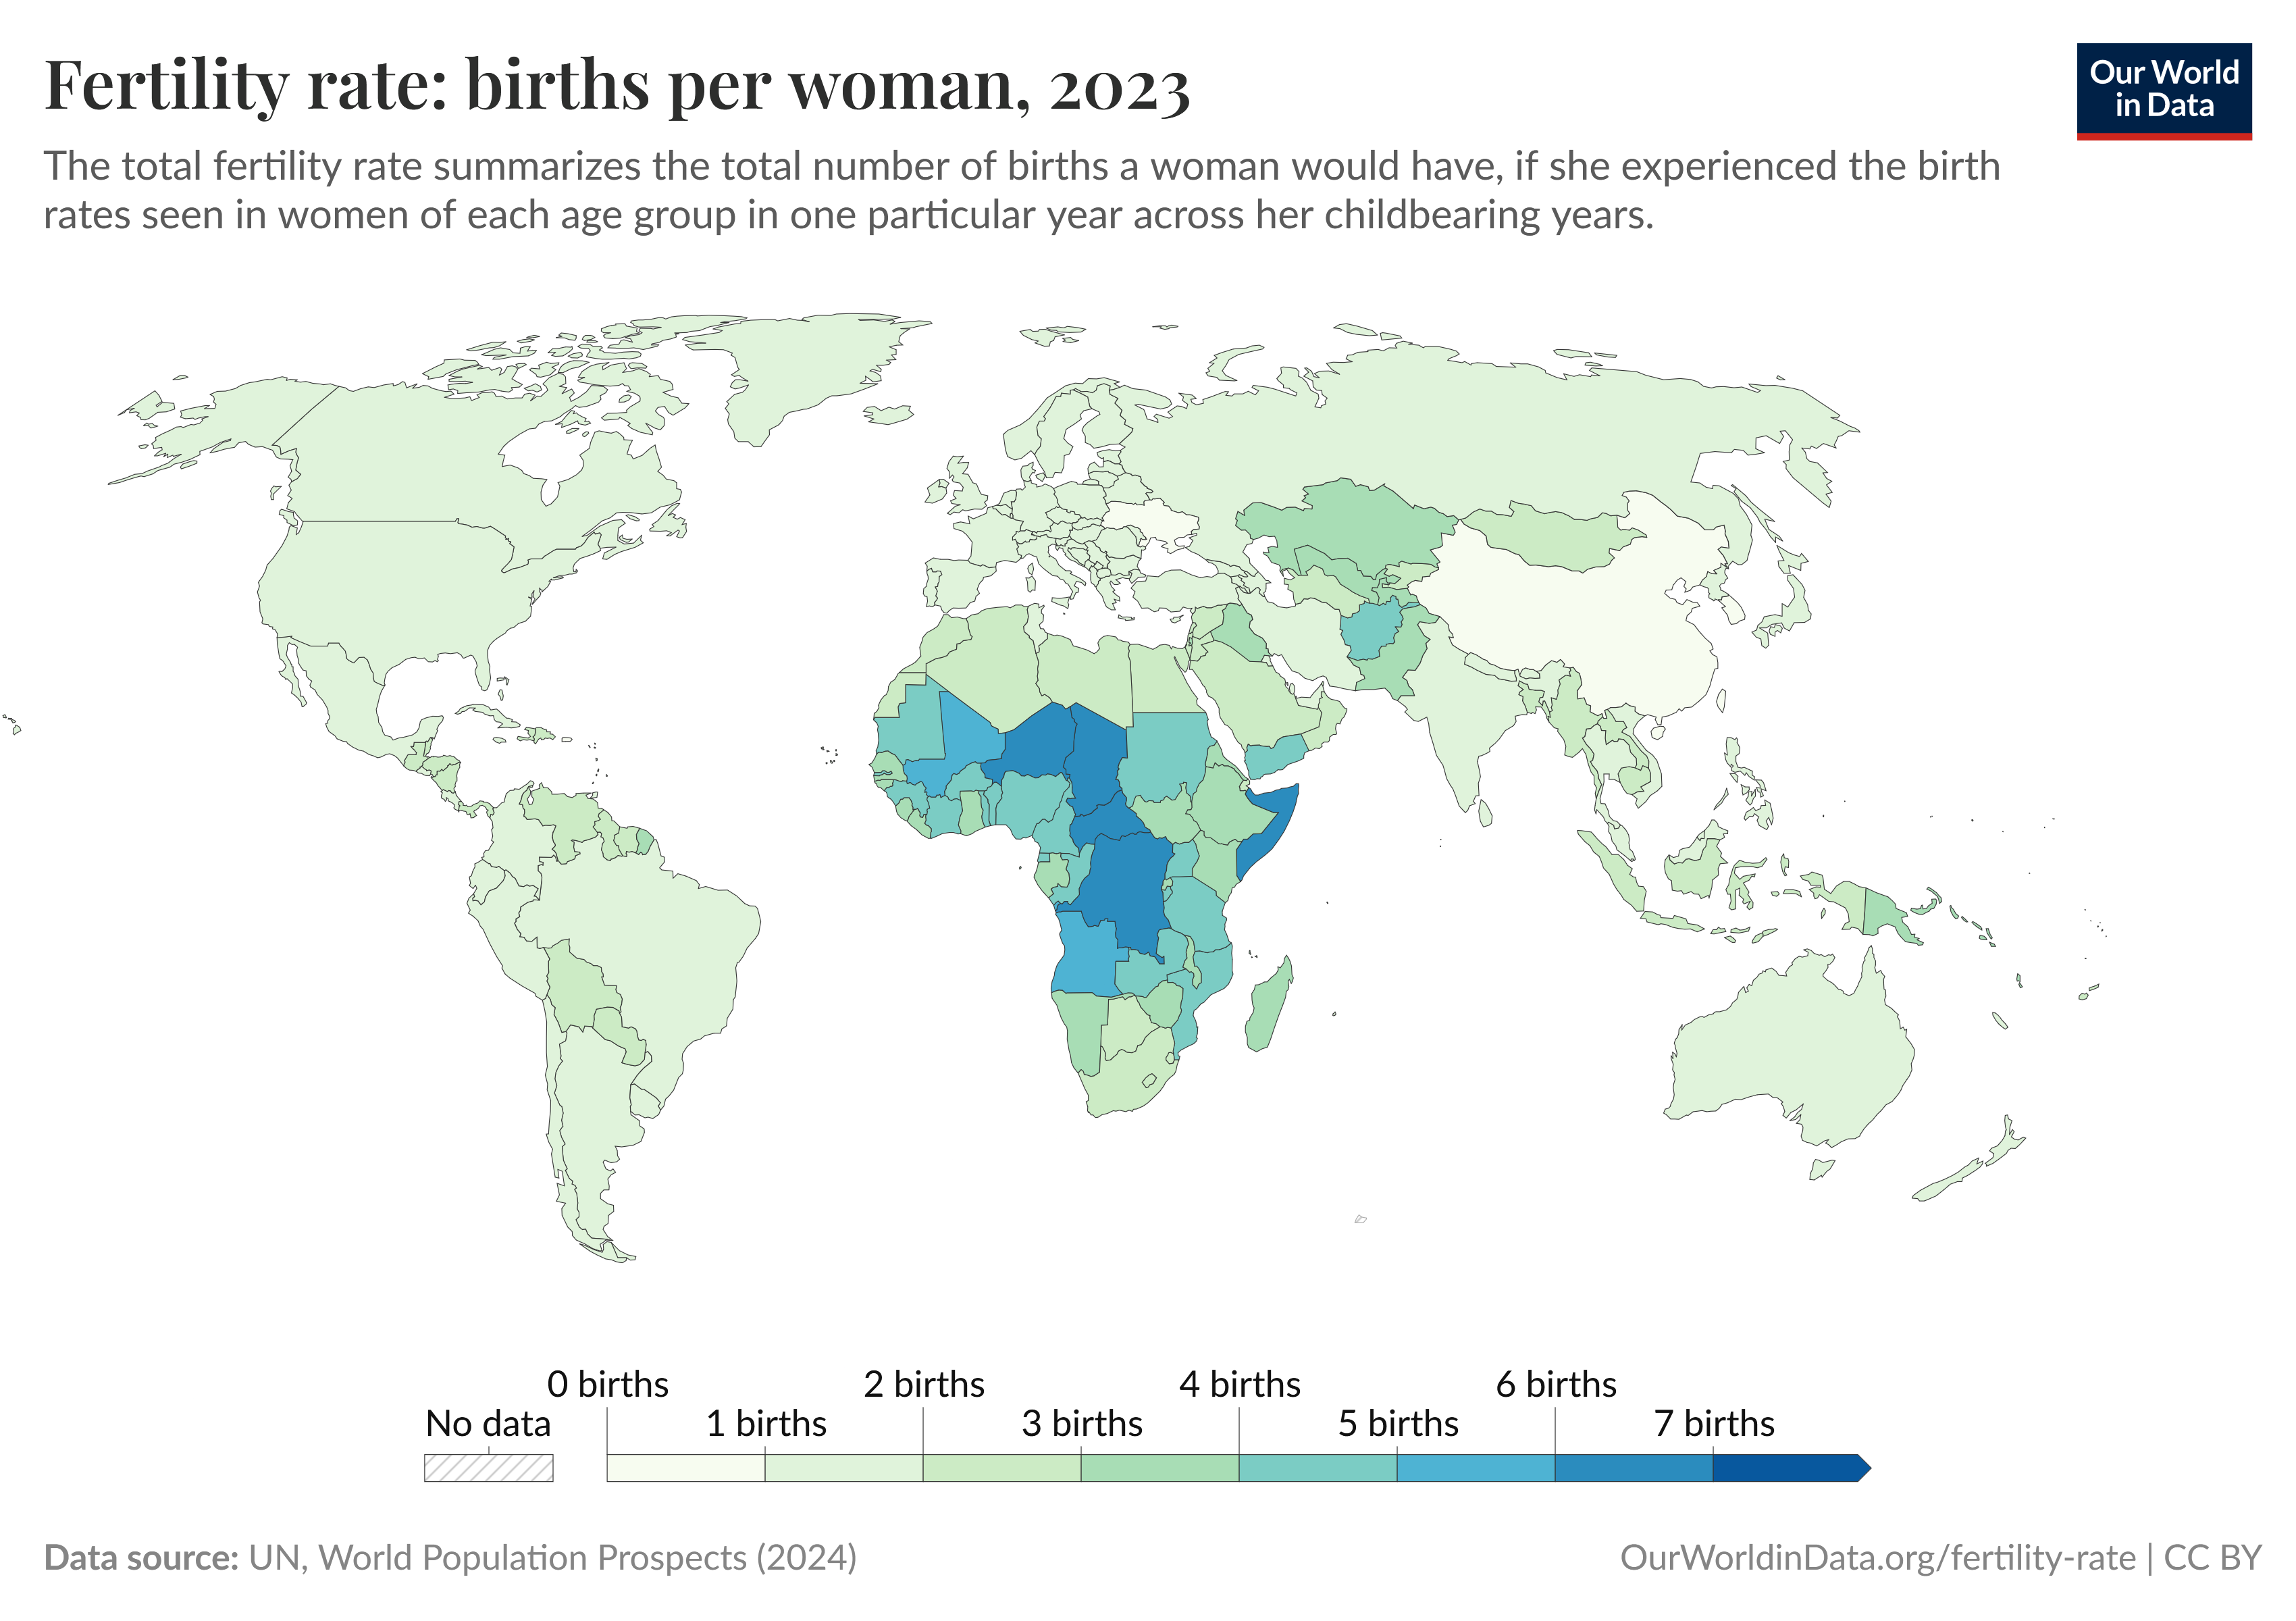 Fertility rate: births per woman, 2023
Our World
in Data
The total fertility rate summarizes the total number of births a woman would have, if she experienced the birth
rates seen in women of each age group in one particular year across her childbearing years.
0 births
2 births
4 births
6 births
No data
1 births
3 births
5 births
7 births
Data source: UN, World Population Prospects (2024)
OurWorldinData.org/fertility-rate | CC BY